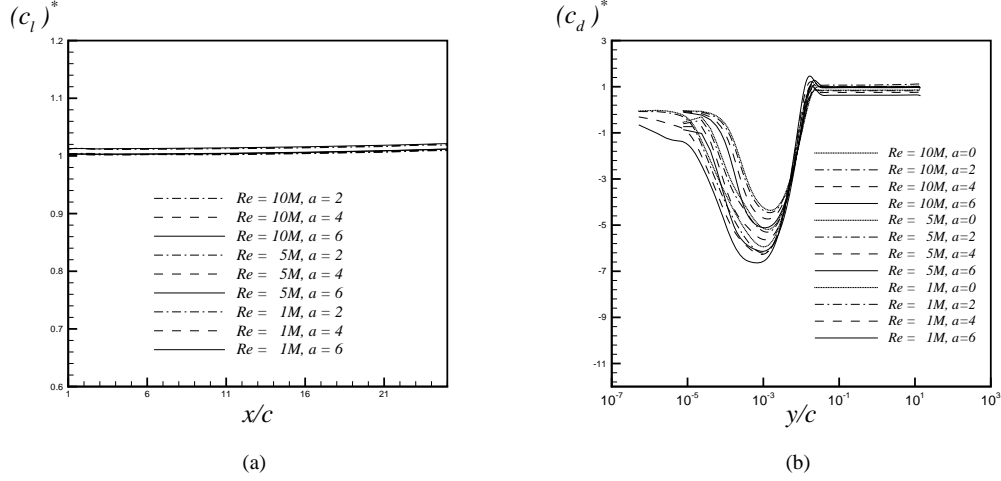 (c_l)*
1.2
1.1
1.0
0.9
0.8
0.7
0.6
1 6 11 16 21
x/c
Re = 10M, a = 2
Re = 10M, a = 4
Re = 10M, a = 6
Re = 5M, a = 2
Re = 5M, a = 4
Re = 5M, a = 6
Re = 1M, a = 2
Re = 1M, a = 4
Re = 1M, a = 6
(a)
(c_d)*
3
1
-1
-3
-5
-7
-9
-11
10^-7 10^-5 10^-3 10^-1 10^1 10^3
y/c
Re = 10M, a=0
Re = 10M, a=2
Re = 10M, a=4
Re = 10M, a=6
Re = 5M, a=0
Re = 5M, a=2
Re = 5M, a=4
Re = 5M, a=6
Re = 1M, a=0
Re = 1M, a=2
Re = 1M, a=4
Re = 1M, a=6
(b)